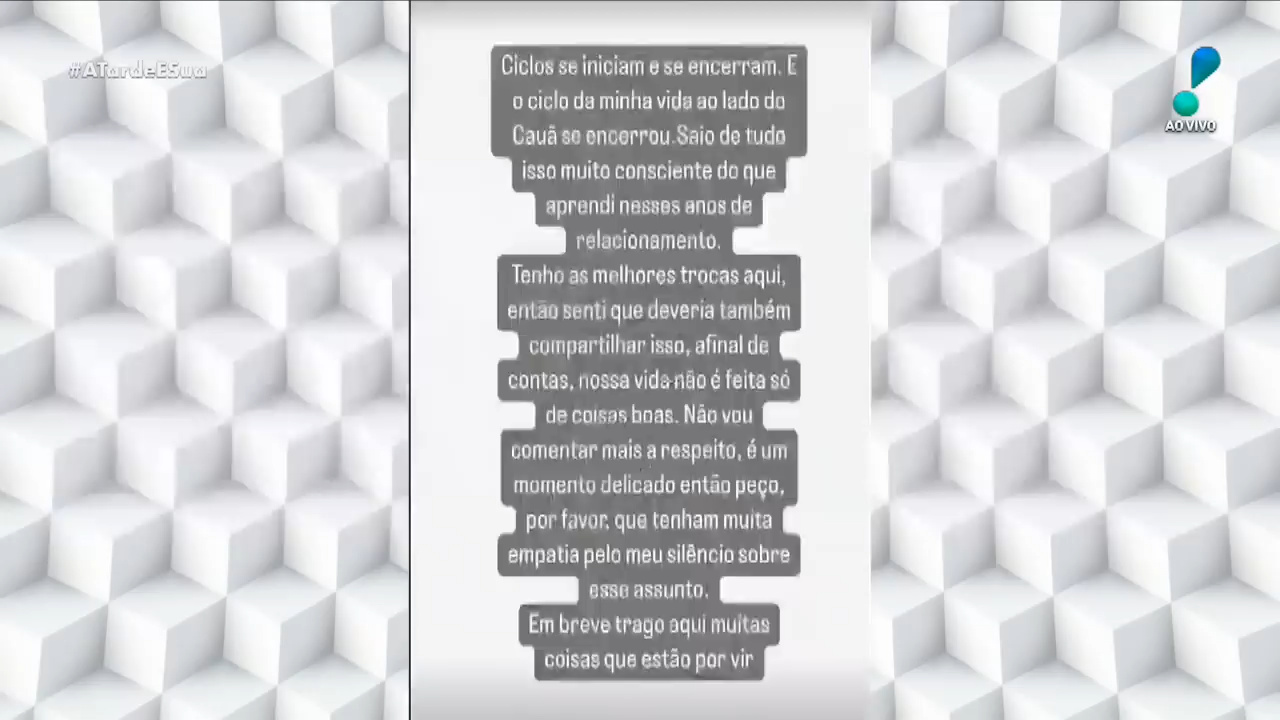 #ATardeÉSua
AO VIVO
Ciclos se iniciam e se encerram. E
o ciclo da minha vida ao lado do
Cauã se encerrou.Saio de tudo
isso muito consciente do que
aprendi nesses anos de
relacionamento.
Tenho as melhores trocas aqui,
então senti que deveria também
compartilhar isso, afinal de
contas, nossa vida não é feita só
de coisas boas. Não vou
comentar mais a respeito, é um
momento delicado então peço,
por favor, que tenham muita
empatia pelo meu silêncio sobre
esse assunto.
Em breve trago aqui muitas
coisas que estão por vir